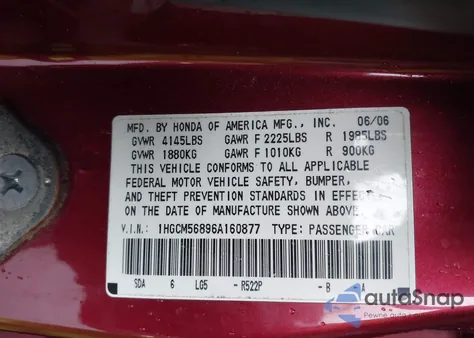 MFD. BY HONDA OF AMERICA MFG., INC. 06/06
GVWR 4145LBS GAWR F 2225LBS R 1985LBS
GVWR 1880KG GAWR F 1010KG R 900KG
THIS VEHICLE CONFORMS TO ALL APPLICABLE
FEDERAL MOTOR VEHICLE SAFETY, BUMPER,
AND THEFT PREVENTION STANDARDS IN EFFECT
ON DATE OF MANUFACTURE SHOWN ABOVE.
V.I.N.: 1HGCM56896A160877 TYPE: PASSENGER CAR
SDA 6 LG5 - R522P - B A
autoSnap
Pewne auto